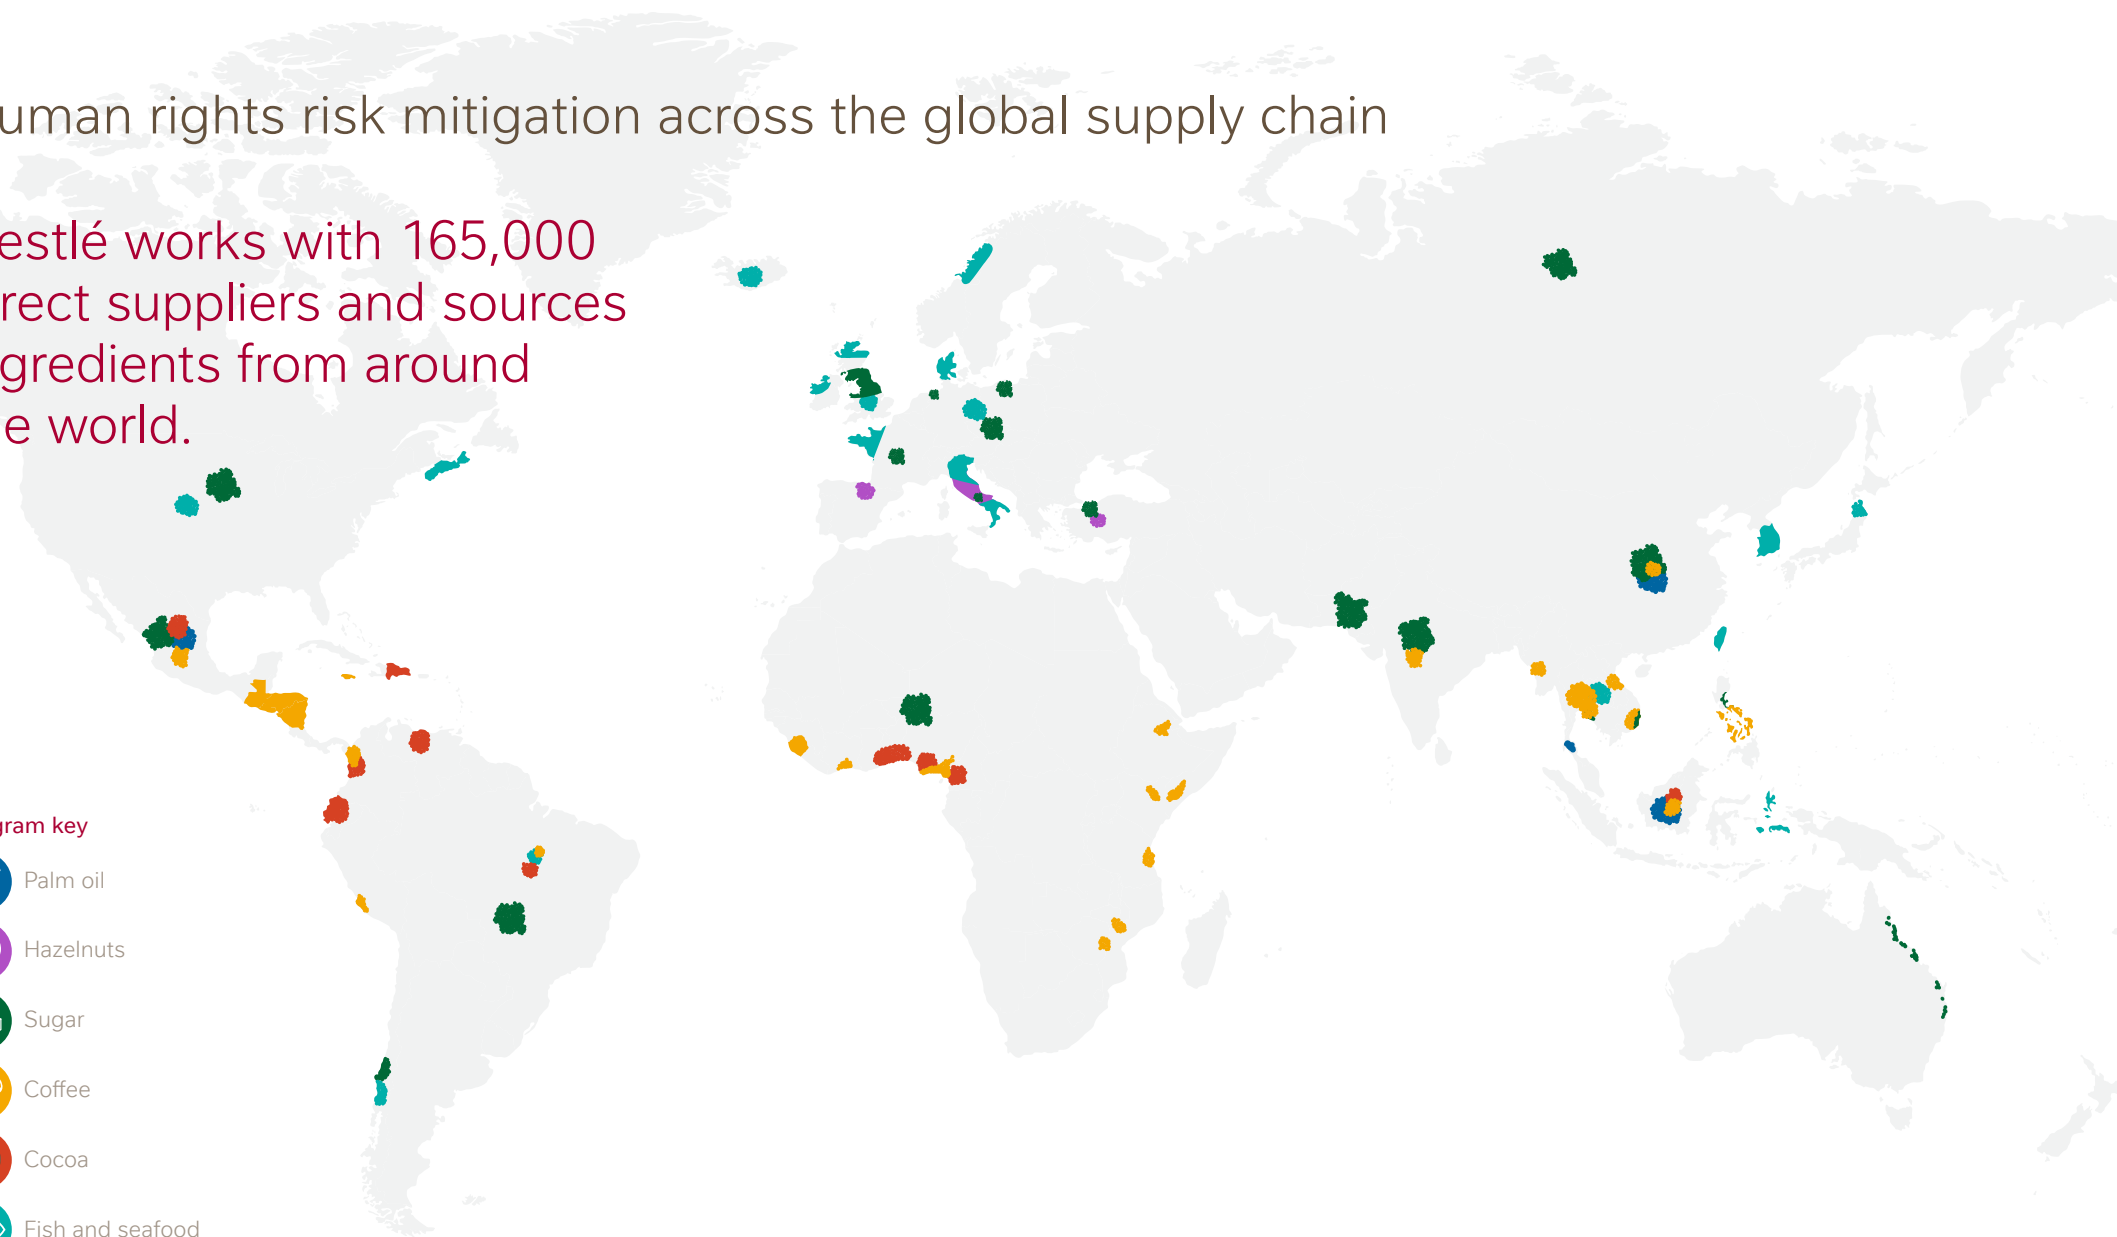 uman rights risk mitigation across the global supply chain
estlé works with 165,000
rect suppliers and sources
gredients from around
e world.
gram key
Palm oil
Hazelnuts
Sugar
Coffee
Cocoa
Fish and seafood